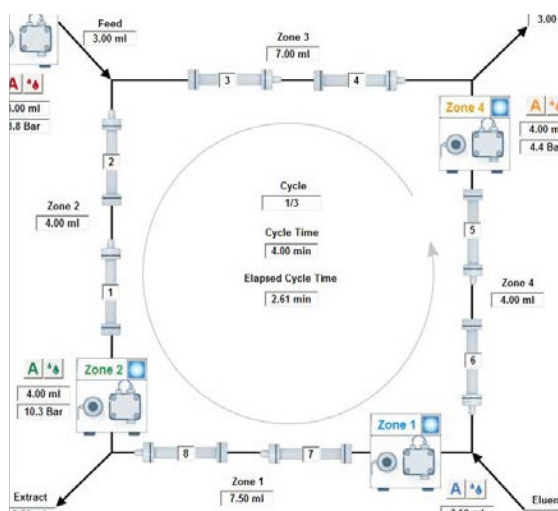 Feed
3.00 ml
Zone 3
7.00 ml
3.00
3
4
A
8.8 Bar
Zone 4
A
4.00 m
4.4 Ba
2
Cycle
1/3
5
Zone 2
4.00 ml
Cycle Time
4.00 min
Elapsed Cycle Time
2.61 min
Zone 4
4.00 ml
1
6
A
Zone 2
4.00 ml
10.3 Bar
Zone 1
8
7
Zone 1
7.50 ml
A
Extract
Eluen